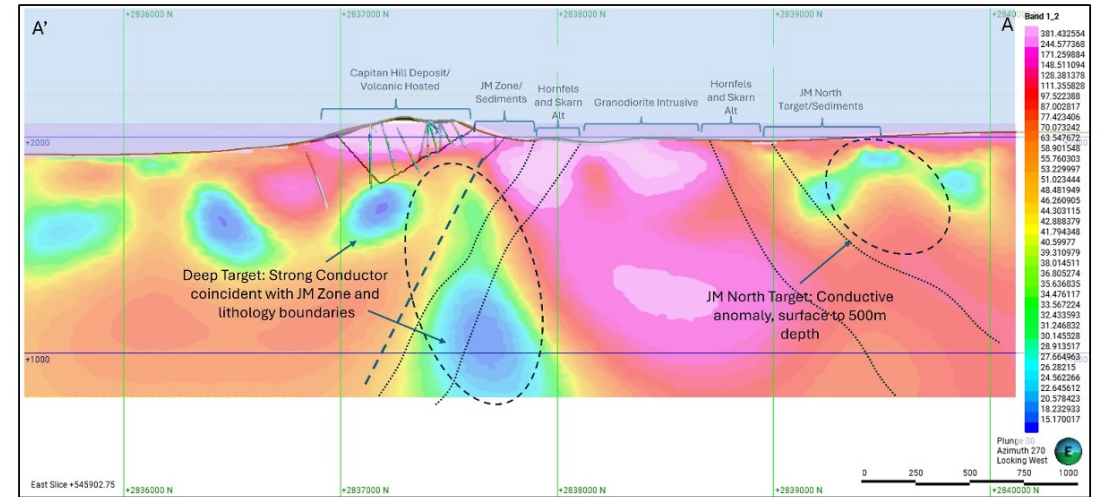 A'
+2836000 N
+2837000 N
+2838000 N
+2839000 N
A
Band 1_2
Capitan Hill Deposit/
Volcanic Hosted
JM Zone/
Sediments
Hornfels
and Skarn
Alt
Granodiorite Intrusive
Hornfels
and Skarn
Alt
JM North
Target/Sediments
+2000
+1000
Deep Target: Strong Conductor
coincident with JM Zone and
lithology boundaries
JM North Target: Conductive
anomaly, surface to 500m
depth
381.432554
244.577368
171.259884
148.511094
128.381378
111.355828
97.522388
87.002817
77.423406
70.073242
63.547672
58.901548
55.760303
53.229997
51.023444
48.481949
46.260905
44.303115
42.888379
41.794348
40.59977
39.310979
38.014511
36.805274
35.636835
34.476117
33.567224
32.433593
31.246832
30.145528
28.913517
27.664963
26.28215
24.562266
22.645612
20.578423
18.232933
15.170017
Plunge 00
Azimuth 270
Looking West
E
0 250 500 750 1000
East Slice +545902.75
+2836000 N
+2837000 N
+2838000 N
+2839000 N
+2840000 N